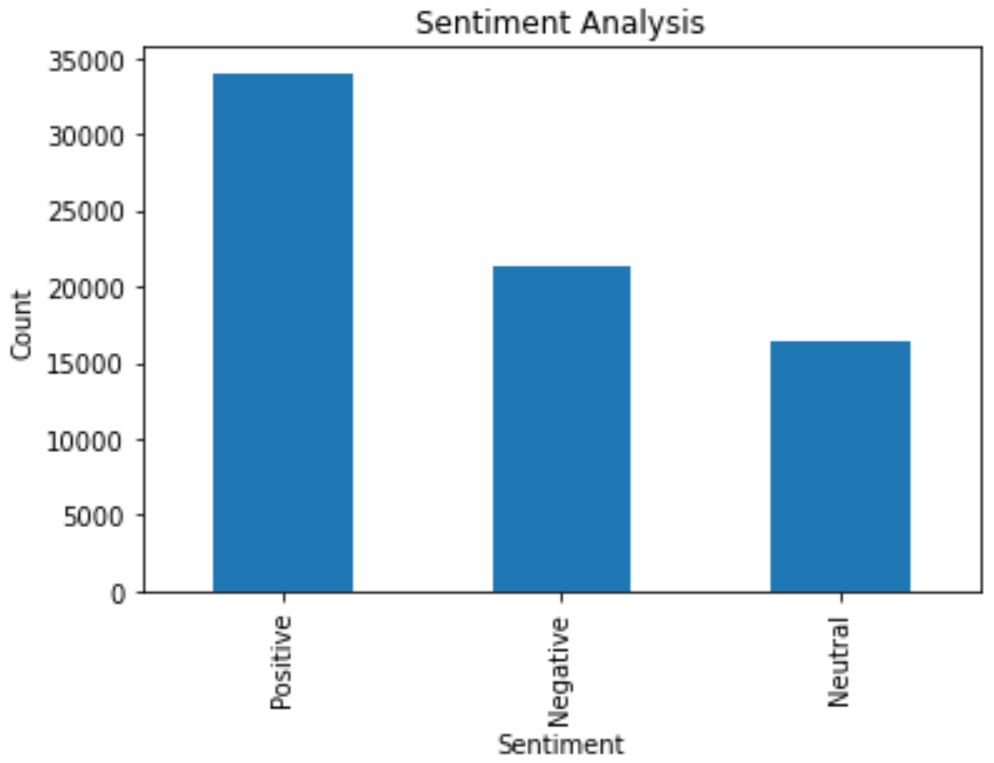 Sentiment Analysis
35000
30000
25000
20000
15000
10000
5000
0
Count
Positive
Negative
Neutral
Sentiment